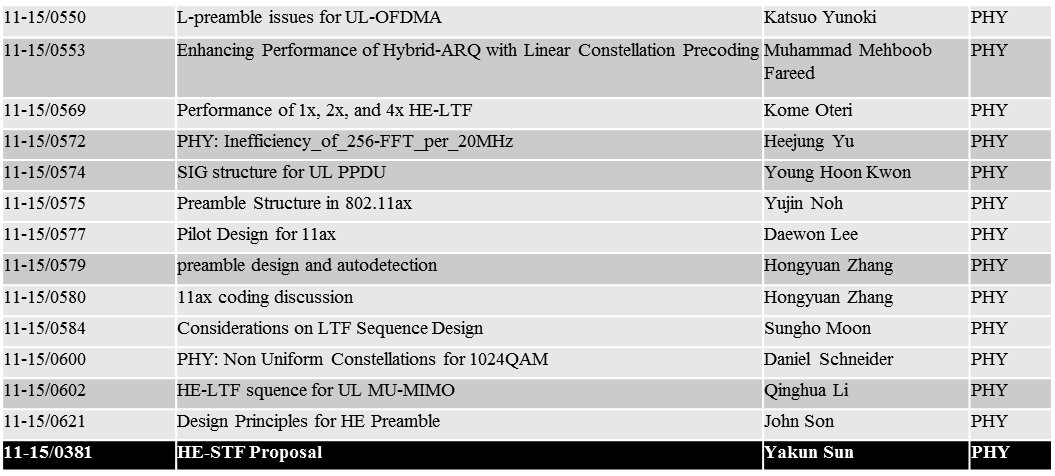 11-15/0550 L-preamble issues for UL-OFDMA Katsuo Yunoki PHY
11-15/0553 Enhancing Performance of Hybrid-ARQ with Linear Constellation Precoding Muhammad Mehboob PHY
Fareed
11-15/0569 Performance of 1x, 2x, and 4x HE-LTF Kome Oteri PHY
11-15/0572 PHY: Inefficiency_of_256-FFT_per_20MHz Heejung Yu PHY
11-15/0574 SIG structure for UL PPDU Young Hoon Kwon PHY
11-15/0575 Preamble Structure in 802.11ax Yujin Noh PHY
11-15/0577 Pilot Design for 11ax Daewon Lee PHY
11-15/0579 preamble design and autodetection Hongyuan Zhang PHY
11-15/0580 11ax coding discussion Hongyuan Zhang PHY
11-15/0584 Considerations on LTF Sequence Design Sungho Moon PHY
11-15/0600 PHY: Non Uniform Constellations for 1024QAM Daniel Schneider PHY
11-15/0602 HE-LTF squence for UL MU-MIMO Qinghua Li PHY
11-15/0621 Design Principles for HE Preamble John Son PHY
11-15/0381 HE-STF Proposal Yakun Sun PHY